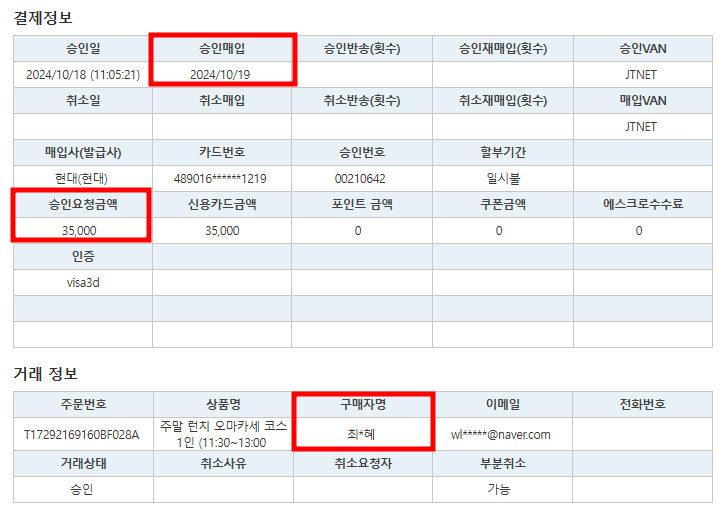 결제정보
승인일 승인매입 승인반송(횟수) 승인재매입(횟수) 승인VAN
2024/10/18 (11:05:21) 2024/10/19 JTNET
취소일 취소매입 취소반송(횟수) 취소재매입(횟수) 매입VAN
JTNET
매입사(발급사) 카드번호 승인번호 할부기간
현대(현대) 489016******1219 00210642 일시불
승인요청금액 신용카드금액 포인트 금액 쿠폰금액 에스크로수수료
35,000 35,000 0 0 0
인증
visa3d
거래 정보
주문번호 상품명 구매자명 이메일 전화번호
T17292169160BF028A 주말 런치 오마카세 코스 최*혜 wl*****@naver.com
1인 (11:30~13:00
거래상태 취소사유 취소요청자 부분취소
승인 가능